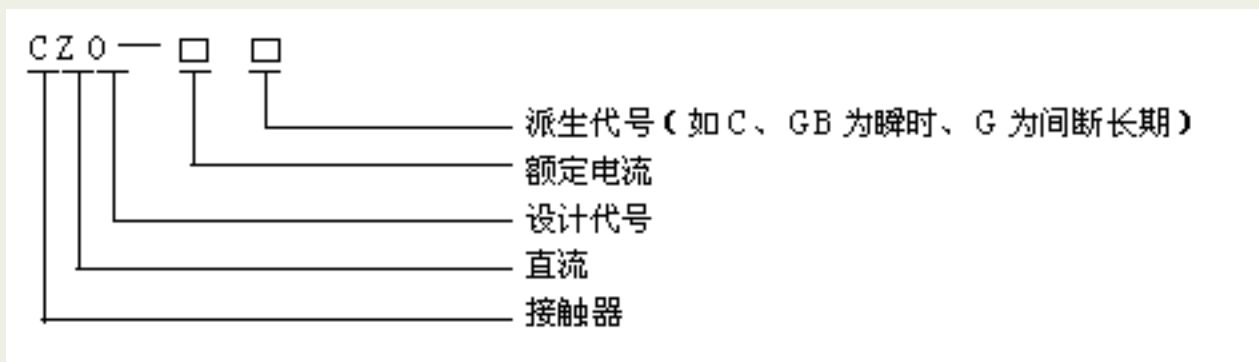 CZ0— □ □
派生代号(如C、GB为瞬时、G为间断长期)
额定电流
设计代号
直流
接触器